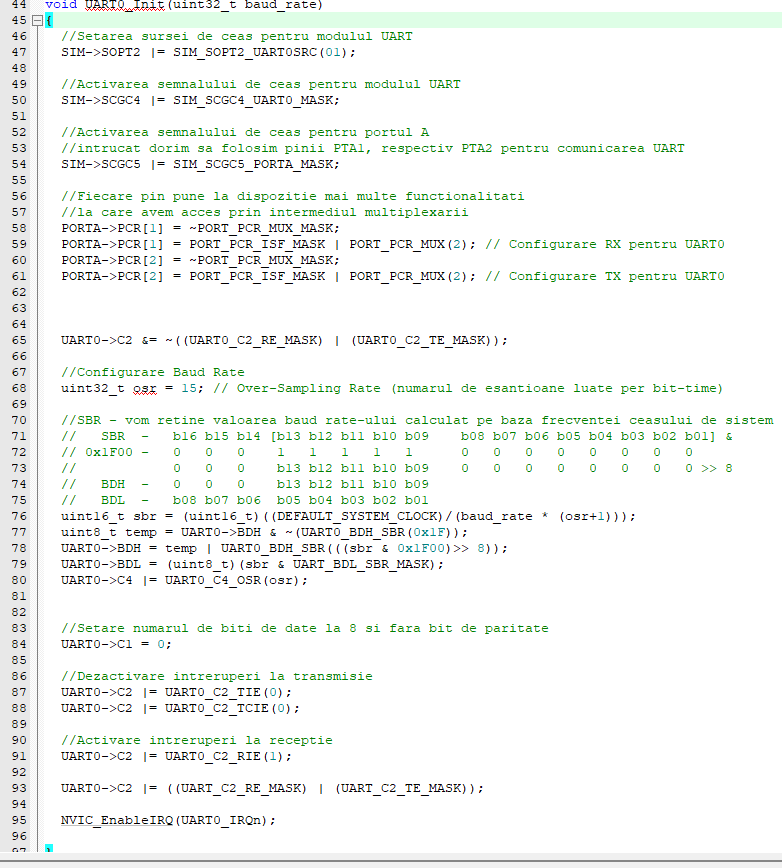 44 void UART0_Init(uint32_t baud_rate)
45 {
46 //Setarea sursei de ceas pentru modulul UART
47 SIM->SOPT2 |= SIM_SOPT2_UART0SRC(01);
48
49 //Activarea semnalului de ceas pentru modulul UART
50 SIM->SCGC4 |= SIM_SCGC4_UART0_MASK;
51
52 //Activarea semnalului de ceas pentru portul A
53 //intrucat dorim sa folosim pinii PTA1, respectiv PTA2 pentru comunicarea UART
54 SIM->SCGC5 |= SIM_SCGC5_PORTA_MASK;
55
56 //Fiecare pin pune la dispozitie mai multe functionalitati
57 //la care avem acces prin intermediul multiplexarii
58 PORTA->PCR[1] = ~PORT_PCR_MUX_MASK;
59 PORTA->PCR[1] = PORT_PCR_ISF_MASK | PORT_PCR_MUX(2); // Configurare RX pentru UART0
60 PORTA->PCR[2] = ~PORT_PCR_MUX_MASK;
61 PORTA->PCR[2] = PORT_PCR_ISF_MASK | PORT_PCR_MUX(2); // Configurare TX pentru UART0
62
63
64
65 UART0->C2 &= ~((UART0_C2_RE_MASK) | (UART0_C2_TE_MASK));
66
67 //Configurare Baud Rate
68 uint32_t osr = 15; // Over-Sampling Rate (numarul de esantioane luate per bit-time)
69
70 //SBR - vom retine valoarea baud rate-ului calculat pe baza frecventei ceasului de sistem
71 // SBR - b16 b15 b14 [b13 b12 b11 b10 b09 b08 b07 b06 b05 b04 b03 b02 b01] &
72 // 0x1F00 - 0 0 0 1 1 1 1 1 0 0 0 0 0 0 0 0
73 // 0 0 0 b13 b12 b11 b10 b09 0 0 0 0 0 0 0 0 >> 8
74 // BDH - 0 0 0 b13 b12 b11 b10 b09
75 // BDL - b08 b07 b06 b05 b04 b03 b02 b01
76 uint16_t sbr = (uint16_t)((DEFAULT_SYSTEM_CLOCK)/(baud_rate * (osr+1)));
77 uint8_t temp = UART0->BDH & ~(UART0_BDH_SBR(0x1F));
78 UART0->BDH = temp | UART0_BDH_SBR(((sbr & 0x1F00)>> 8));
79 UART0->BDL = (uint8_t)(sbr & UART_BDL_SBR_MASK);
80 UART0->C4 |= UART0_C4_OSR(osr);
81
82
83 //Setare numarul de biti de date la 8 si fara bit de paritate
84 UART0->C1 = 0;
85
86 //Dezactivare intreruperi la transmisie
87 UART0->C2 |= UART0_C2_TIE(0);
88 UART0->C2 |= UART0_C2_TCIE(0);
89
90 //Activare intreruperi la receptie
91 UART0->C2 |= UART0_C2_RIE(1);
92
93 UART0->C2 |= ((UART_C2_RE_MASK) | (UART_C2_TE_MASK));
94
95 NVIC_EnableIRQ(UART0_IRQn);
96
97 }